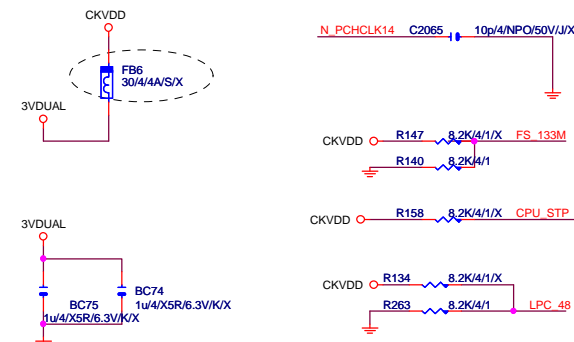 CKVDD
FB6
30/4/4A/S/X
3VDUAL
N_PCHCLK14 C2065 10p/4/NPO/50V/J/X
CKVDD R147 8.2K/4/1/X FS_133M
R140 8.2K/4/1
CKVDD R158 8.2K/4/1/X CPU_STP
3VDUAL
BC74
1u/4/X5R/6.3V/K/X
BC75
1u/4/X5R/6.3V/K/X
CKVDD R134 8.2K/4/1/X
R263 8.2K/4/1 LPC_48